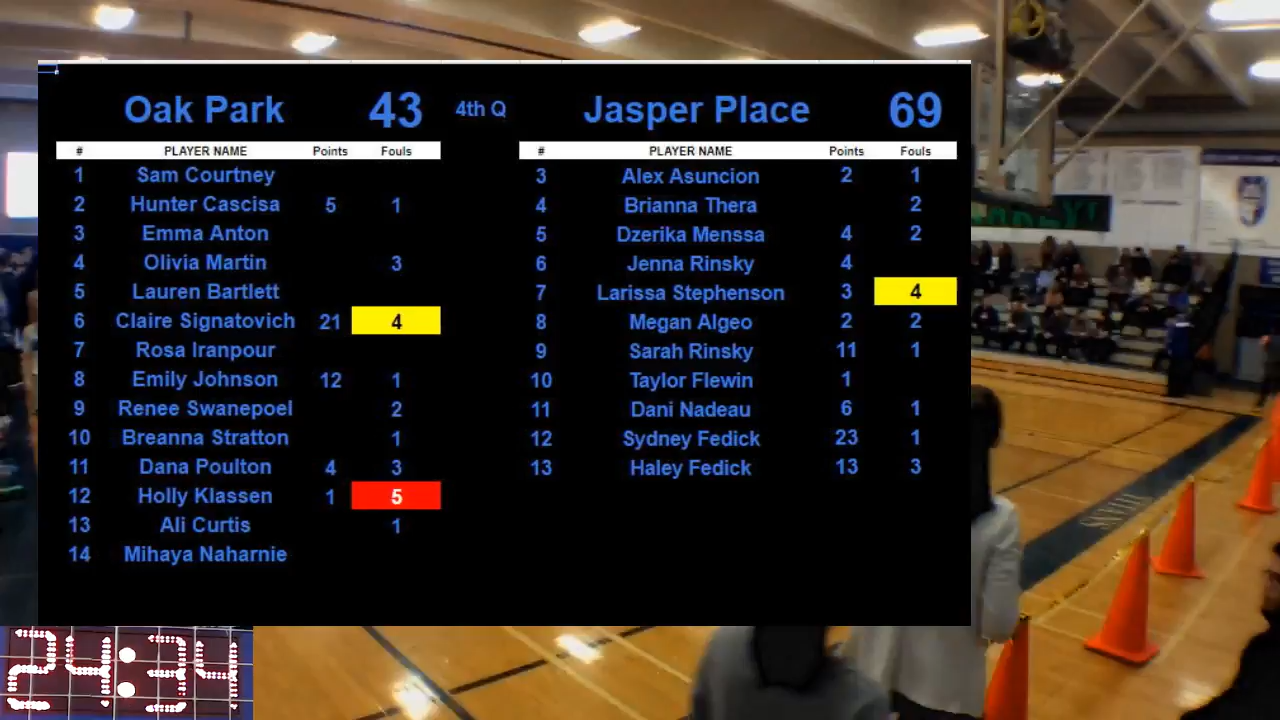 Oak Park 43 4th Q Jasper Place 69
# PLAYER NAME Points Fouls # PLAYER NAME Points Fouls
1 Sam Courtney 3 Alex Asuncion 2 1
2 Hunter Cascisa 5 1 4 Brianna Thera 2
3 Emma Anton 5 Dzerika Menssa 4 2
4 Olivia Martin 3 6 Jenna Rinsky 4
5 Lauren Bartlett 7 Larissa Stephenson 3 4
6 Claire Signatovich 21 4 8 Megan Algeo 2 2
7 Rosa Iranpour 9 Sarah Rinsky 11 1
8 Emily Johnson 12 1 10 Taylor Flewin 1
9 Renee Swanepoel 2 11 Dani Nadeau 6 1
10 Breanna Stratton 1 12 Sydney Fedick 23 1
11 Dana Poulton 4 3 13 Haley Fedick 13 3
12 Holly Klassen 1 5
13 Ali Curtis 1
14 Mihaya Naharnie
TITANS
24:34